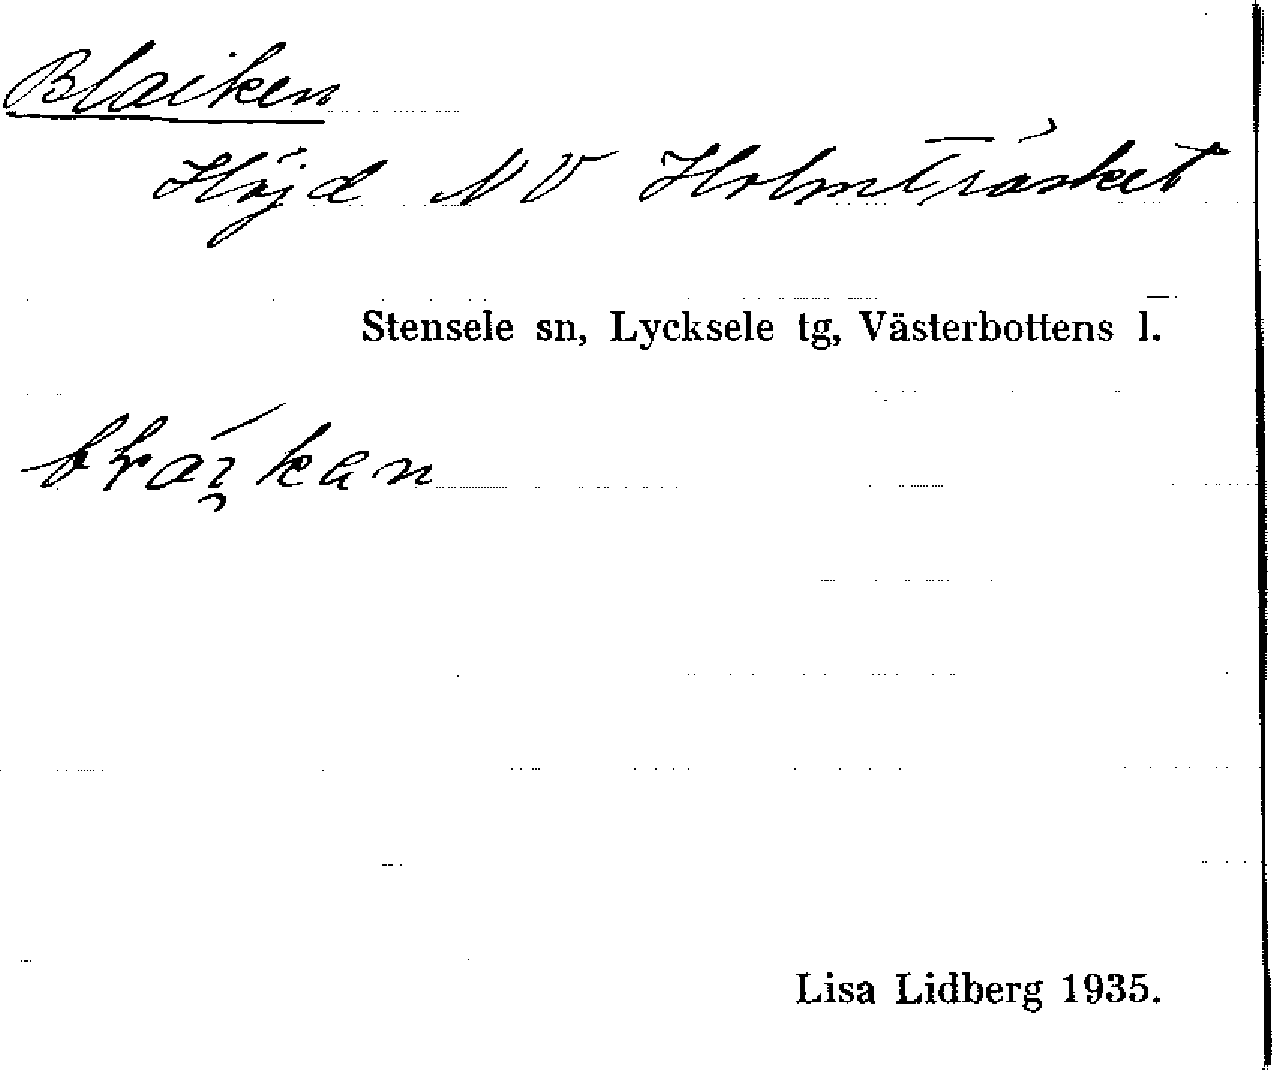 Blaiken
Höjd NV Holmträsket
Stensele sn, Lycksele tg, Västerbottens l.
Lisa Lidberg 1935.